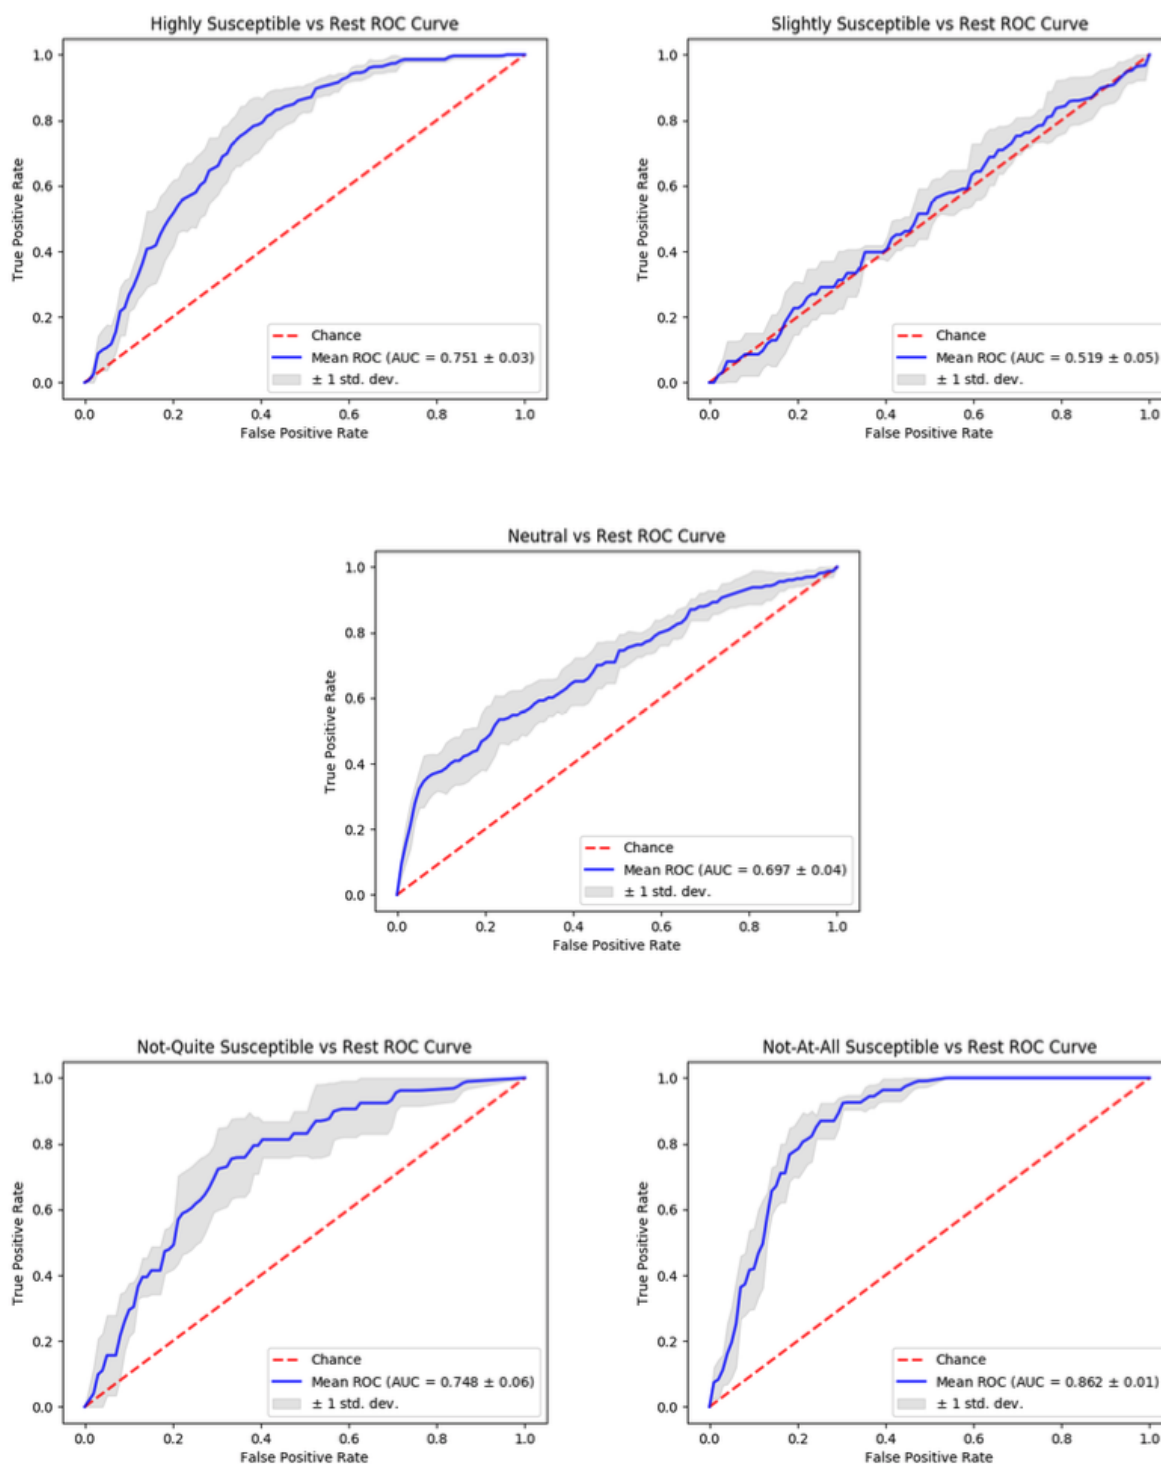 Highly Susceptible vs Rest ROC Curve
True Positive Rate
1.0
0.8
0.6
0.4
0.2
0.0
Chance
Mean ROC (AUC = 0.751 ± 0.03)
± 1 std. dev.
0.0 0.2 0.4 0.6 0.8 1.0
False Positive Rate
Slightly Susceptible vs Rest ROC Curve
True Positive Rate
1.0
0.8
0.6
0.4
0.2
0.0
Chance
Mean ROC (AUC = 0.519 ± 0.05)
± 1 std. dev.
0.0 0.2 0.4 0.6 0.8 1.0
False Positive Rate
Neutral vs Rest ROC Curve
True Positive Rate
1.0
0.8
0.6
0.4
0.2
0.0
Chance
Mean ROC (AUC = 0.697 ± 0.04)
± 1 std. dev.
0.0 0.2 0.4 0.6 0.8 1.0
False Positive Rate
Not-Quite Susceptible vs Rest ROC Curve
True Positive Rate
1.0
0.8
0.6
0.4
0.2
0.0
Chance
Mean ROC (AUC = 0.748 ± 0.06)
± 1 std. dev.
0.0 0.2 0.4 0.6 0.8 1.0
False Positive Rate
Not-At-All Susceptible vs Rest ROC Curve
True Positive Rate
1.0
0.8
0.6
0.4
0.2
0.0
Chance
Mean ROC (AUC = 0.862 ± 0.01)
± 1 std. dev.
0.0 0.2 0.4 0.6 0.8 1.0
False Positive Rate